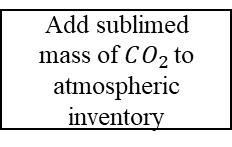 Add sublimed
mass of CO₂ to
atmospheric
inventory